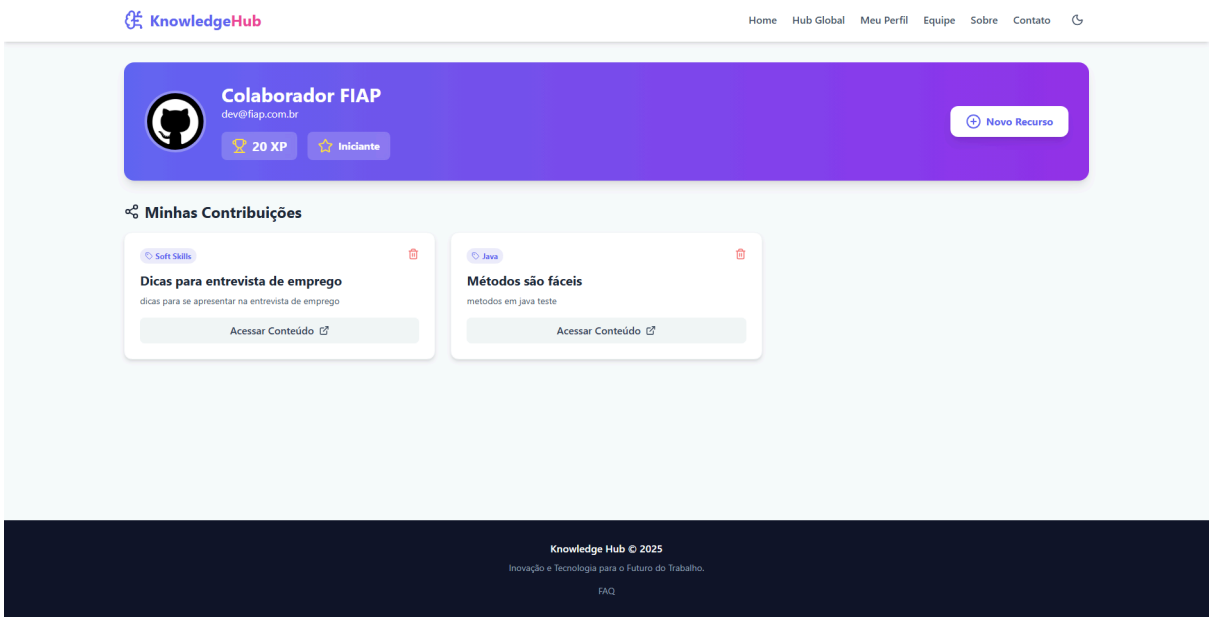 KnowledgeHub
Home Hub Global Meu Perfil Equipe Sobre Contato
Colaborador FIAP
dev@fiap.com.br
20 XP Iniciante
Novo Recurso
Minhas Contribuições
Soft Skills
Dicas para entrevista de emprego
dicas para se apresentar na entrevista de emprego
Acessar Conteúdo
Java
Métodos são fáceis
metodos em java teste
Acessar Conteúdo
Knowledge Hub © 2025
Inovação e Tecnologia para o Futuro do Trabalho.
FAQ